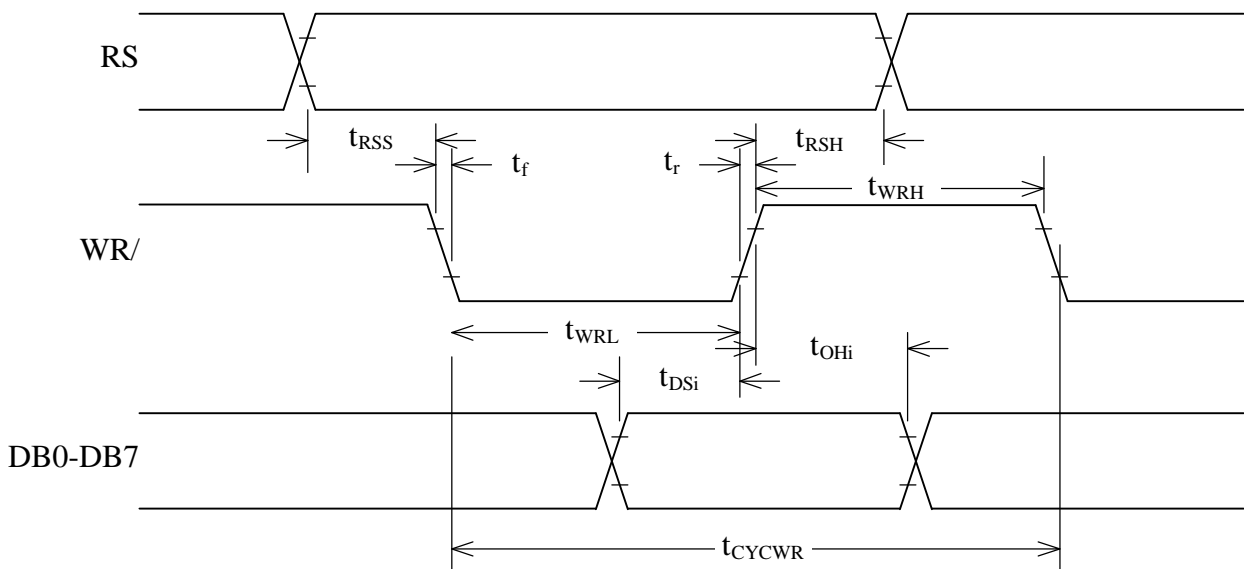 RS
tRSS
tf
tr
tRSH
tWRH
WR/
tWRL
tOHi
tDSi
DB0-DB7
tCYCWR